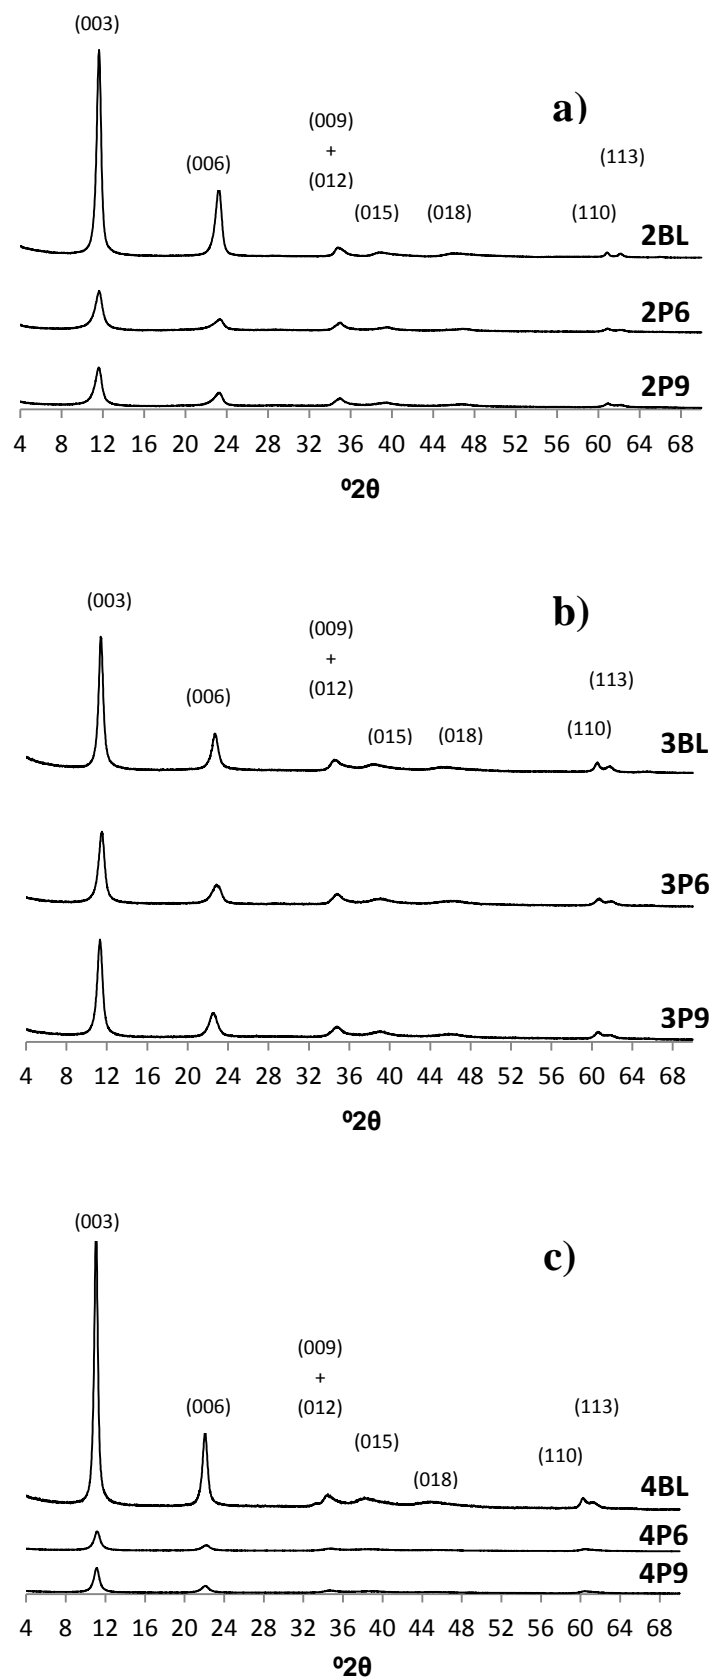 (003)
a)
(009)
+
(012)
(006)
(113)
(015)
(018)
(110)
2BL
2P6
2P9
4 8 12 16 20 24 28 32 36 40 44 48 52 56 60 64 68
º2θ
(003)
b)
(009)
+
(012)
(006)
(113)
(015)
(018)
(110)
3BL
3P6
3P9
4 8 12 16 20 24 28 32 36 40 44 48 52 56 60 64 68
º2θ
(003)
c)
(009)
+
(012)
(006)
(113)
(015)
(018)
(110)
4BL
4P6
4P9
4 8 12 16 20 24 28 32 36 40 44 48 52 56 60 64 68
º2θ